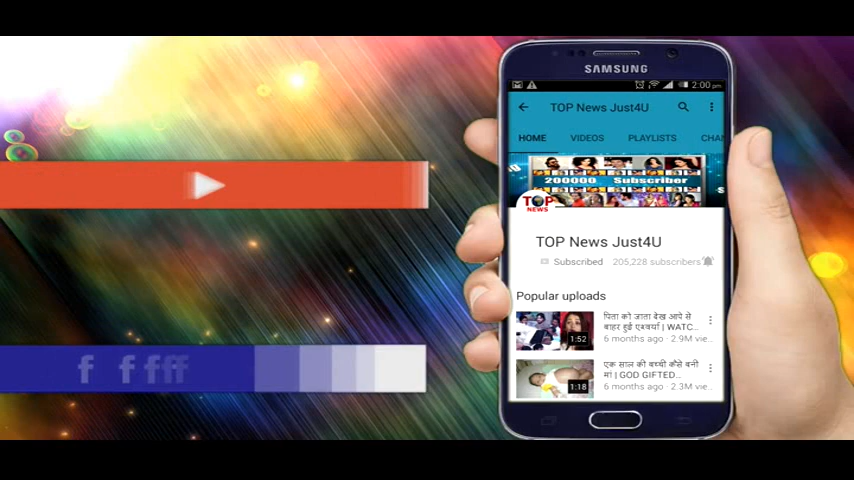 SAMSUNG
2:00 pm
TOP News Just4U
HOME VIDEOS PLAYLISTS CHAN
200000 Subscriber
TOP
NEWS
TOP News Just4U
Subscribed 205,228 subscribers
Popular uploads
पिता को जाता देख आपे से
बाहर हुई एश्वर्या | WATC...
6 months ago · 2.9M vie...
1:52
एक साल की बच्ची कैसे बनी
मां | GOD GIFTED...
6 months ago · 2.3M vie...
1:18
f f f f f